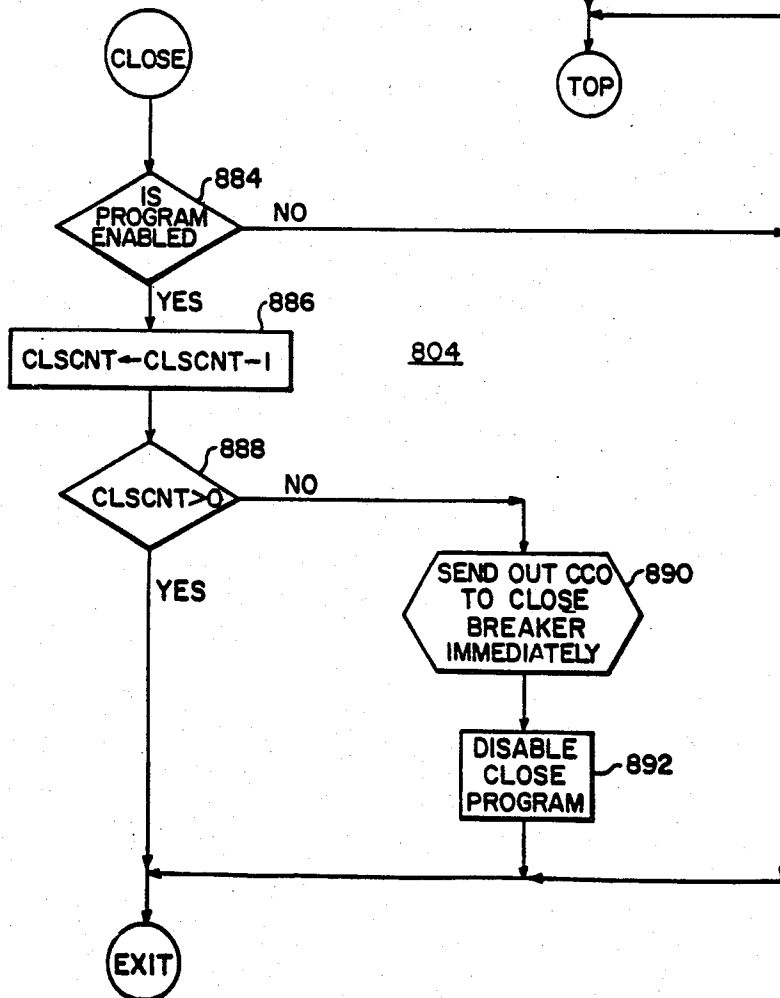 CLOSE
TOP
884
IS
PROGRAM
ENABLED
NO
YES
886
CLSCNT←CLSCNT-1
804
888
CLSCNT>0
NO
YES
SEND OUT CCO
TO CLOSE
BREAKER
IMMEDIATELY
890
DISABLE
CLOSE
PROGRAM
892
EXIT